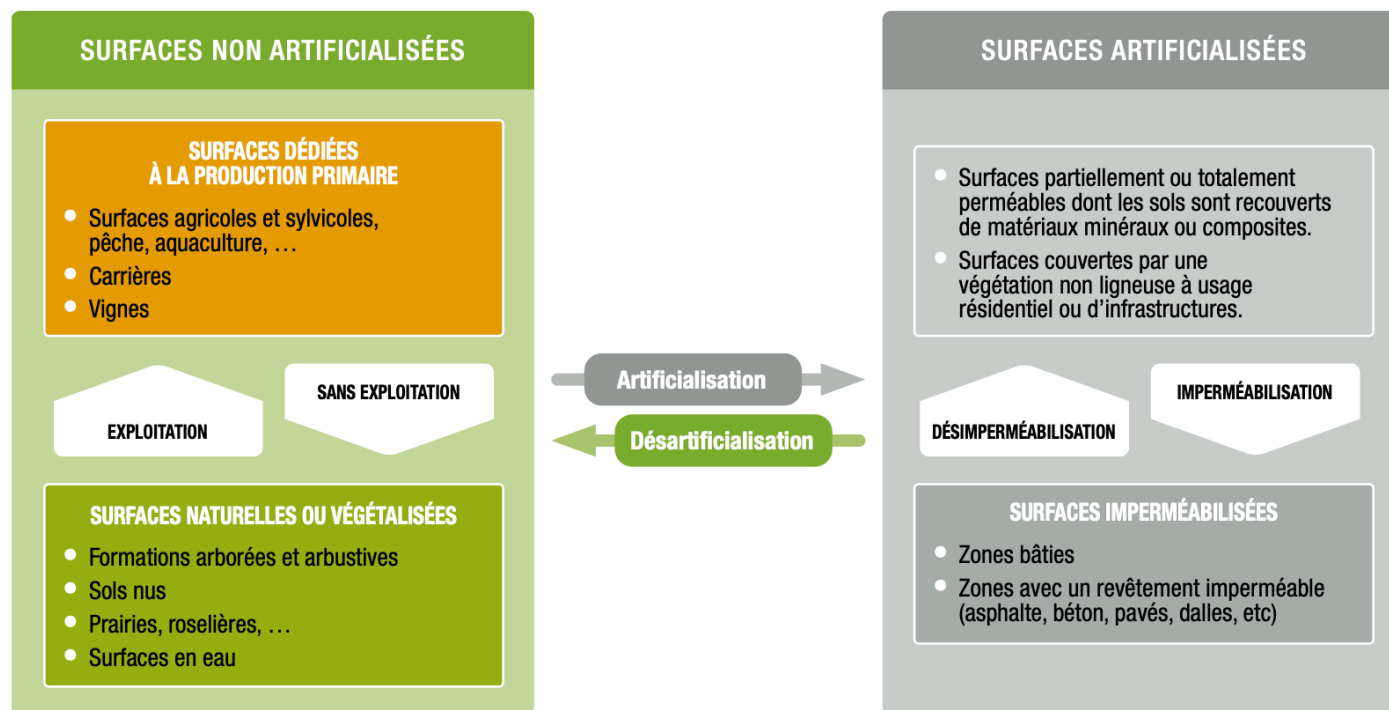 SURFACES NON ARTIFICIALISÉES
SURFACES DÉDIÉES
À LA PRODUCTION PRIMAIRE
Surfaces agricoles et sylvicoles,
pêche, aquaculture, …
Carrières
Vignes
EXPLOITATION
SANS EXPLOITATION
SURFACES NATURELLES OU VÉGÉTALISÉES
Formations arborées et arbustives
Sols nus
Prairies, roselières, …
Surfaces en eau
Artificialisation
Désartificialisation
SURFACES ARTIFICIALISÉES
Surfaces partiellement ou totalement
perméables dont les sols sont recouverts
de matériaux minéraux ou composites.
Surfaces couvertes par une
végétation non ligneuse à usage
résidentiel ou d’infrastructures.
DÉSIMPERMÉABILISATION
IMPERMÉABILISATION
SURFACES IMPERMÉABILISÉES
Zones bâties
Zones avec un revêtement imperméable
(asphalte, béton, pavés, dalles, etc)